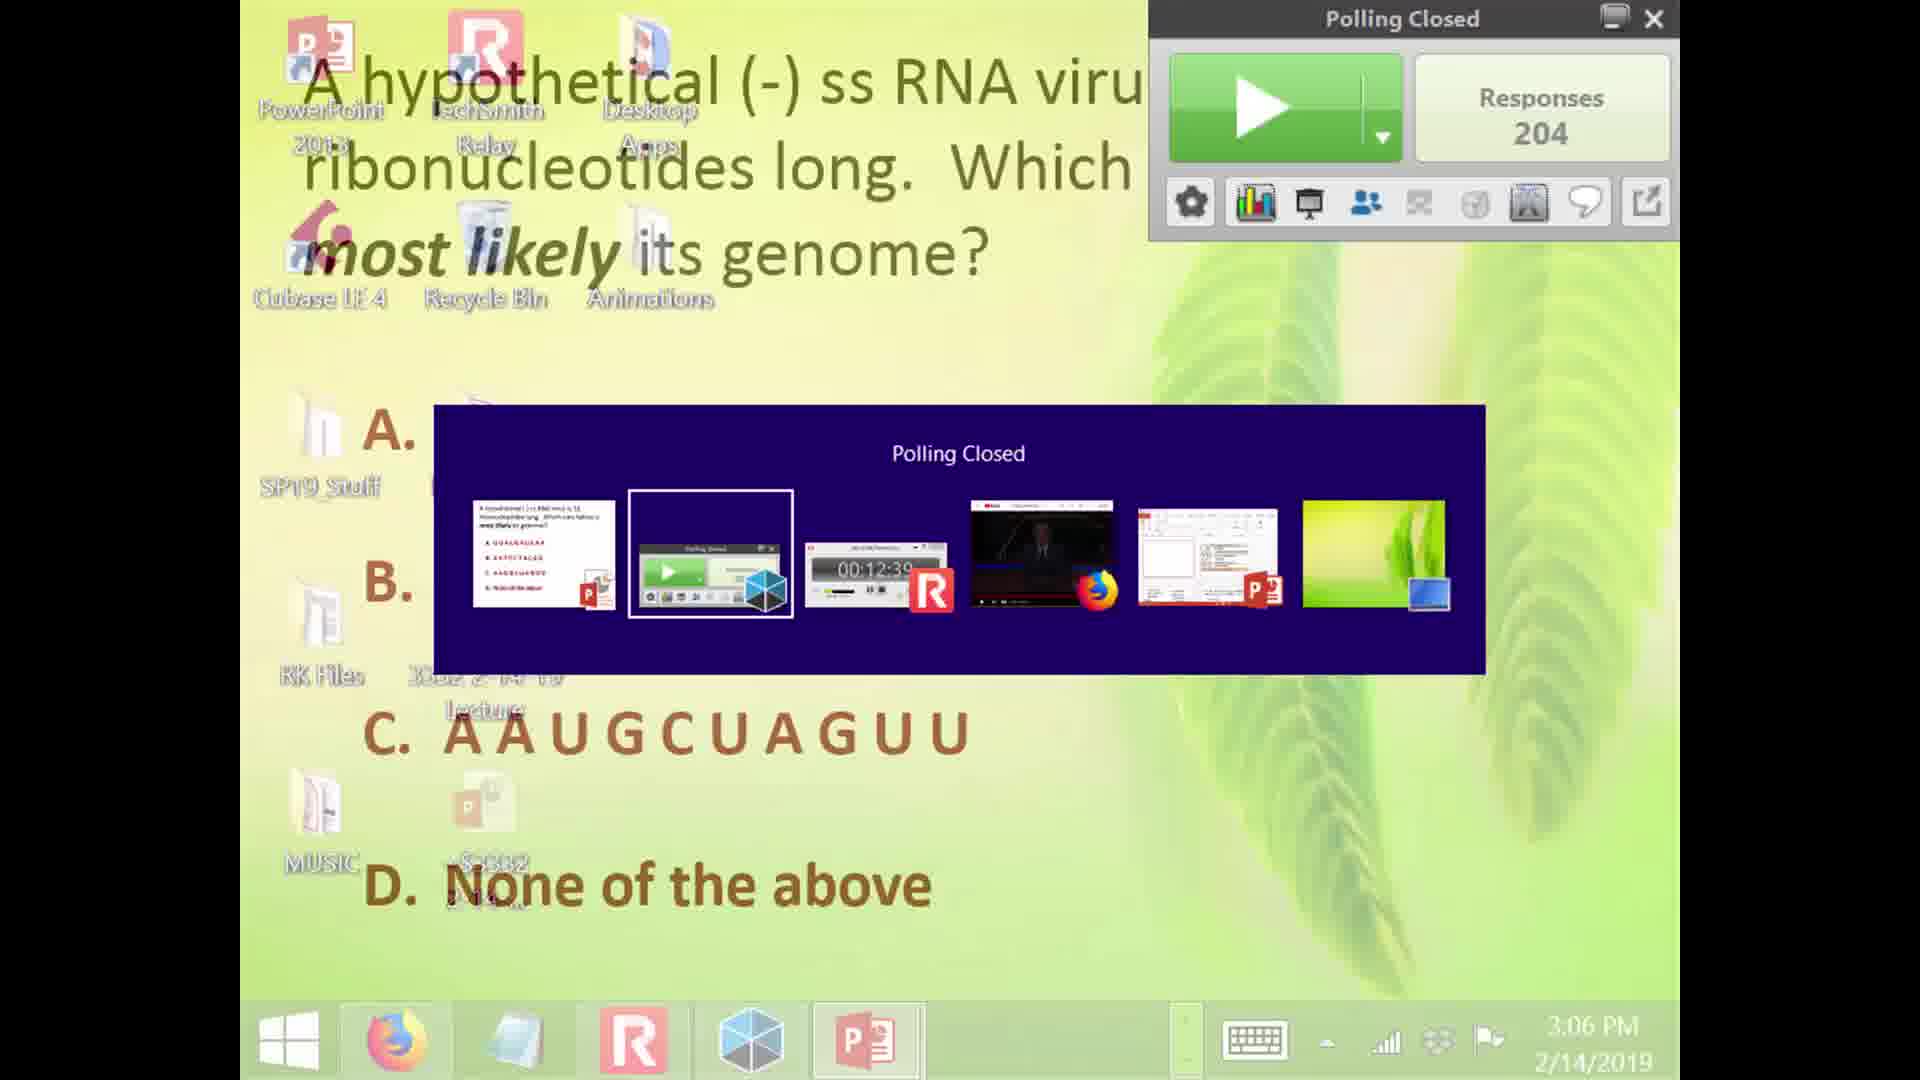 A hypothetical (-) ss RNA viru
ribonucleotides long. Which
most likely its genome?
A.
B.
C. A A U G C U A G U U
D. None of the above
PowerPoint
2013
TechSmith
Relay
Desktop
Apps
Cubase LE 4
Recycle Bin
Animations
SP19_Stuff
RK Files
Lecture
MUSIC
Polling Closed
Responses
204
Polling Closed
00:12:39
3:06 PM
2/14/2019